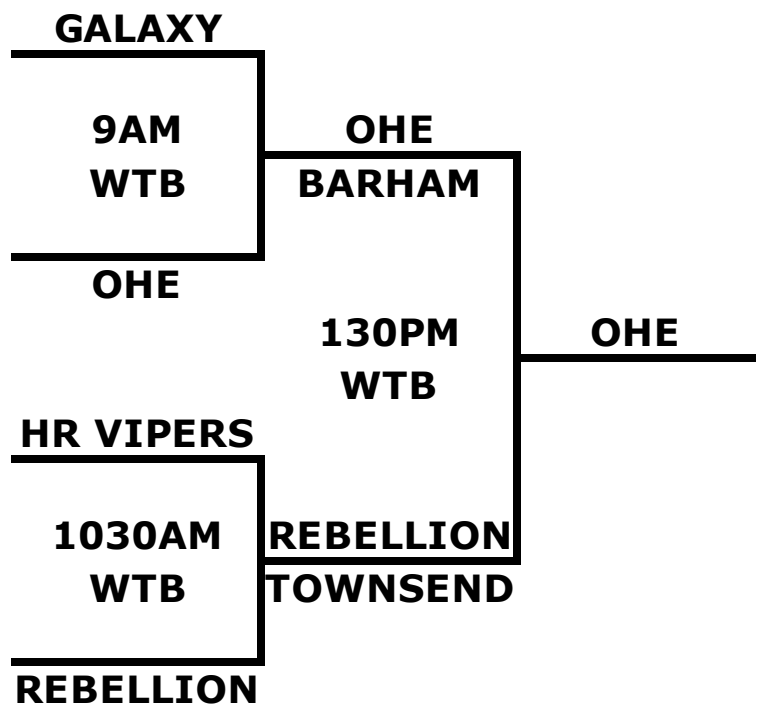 GALAXY
9AM
WTB
OHE
OHE
BARHAM
130PM
WTB
OHE
HR VIPERS
1030AM
WTB
REBELLION
TOWNSEND
REBELLION